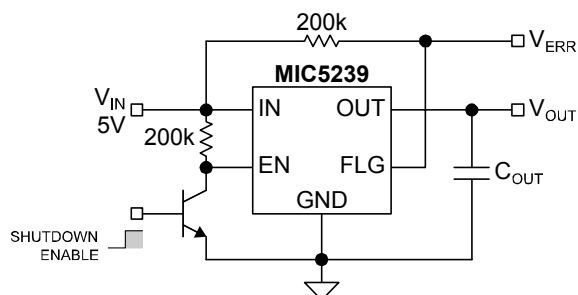 200k
V_ERR
MIC5239
V_IN
5V
IN
OUT
V_OUT
200k
EN
FLG
C_OUT
GND
SHUTDOWN
ENABLE